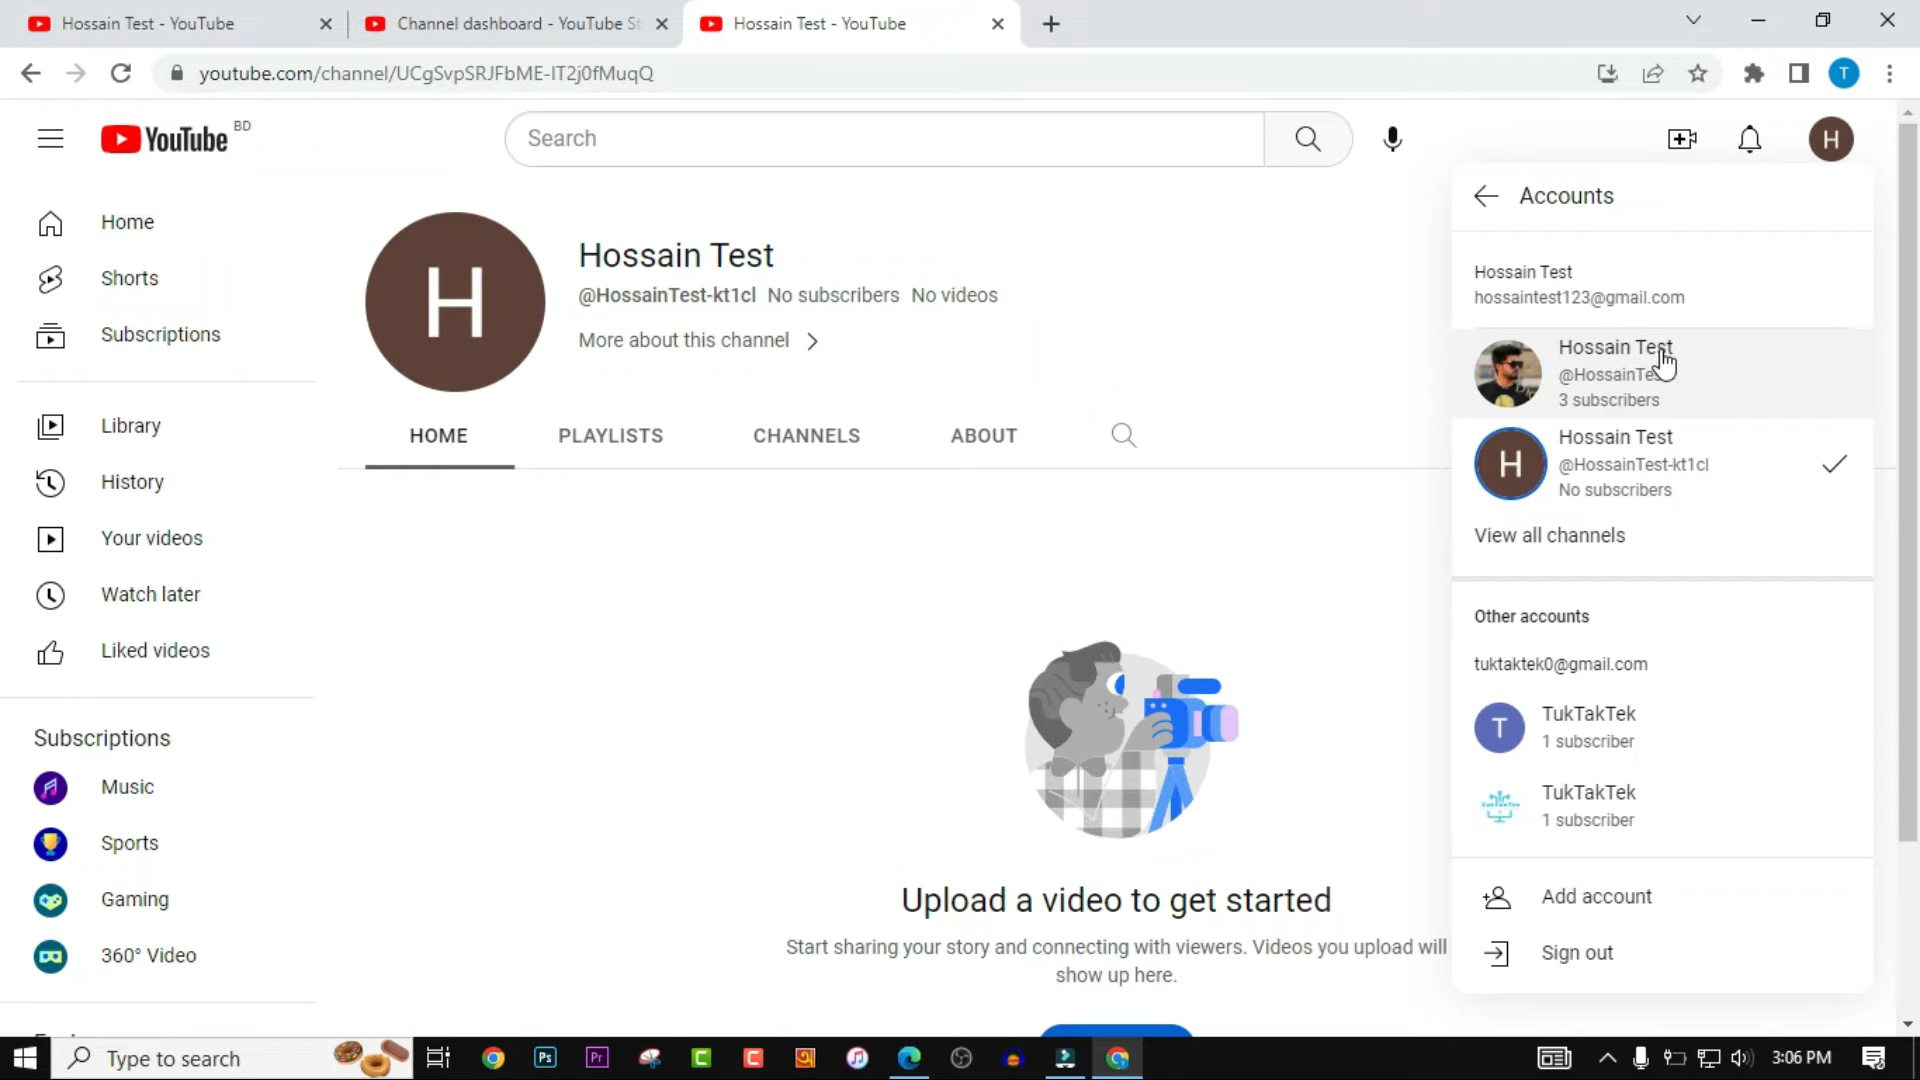 Hossain Test - YouTube
Channel dashboard - YouTube St
Hossain Test - YouTube
youtube.com/channel/UCgSvpSRJFbME-IT2j0fMuqQ
T
YouTube BD
Search
H
Home
Shorts
Subscriptions
Library
History
Your videos
Watch later
Liked videos
Subscriptions
Music
Sports
Gaming
360° Video
H
Hossain Test
@HossainTest-kt1cl No subscribers No videos
More about this channel
HOME PLAYLISTS CHANNELS ABOUT
Upload a video to get started
Start sharing your story and connecting with viewers. Videos you upload will
show up here.
Accounts
Hossain Test
hossaintest123@gmail.com
Hossain Test
@HossainTes
3 subscribers
H
Hossain Test
@HossainTest-kt1cl
No subscribers
View all channels
Other accounts
tuktaktek0@gmail.com
T
TukTakTek
1 subscriber
TukTakTek
1 subscriber
Add account
Sign out
Type to search
Ps
Pr
C
C
3:06 PM